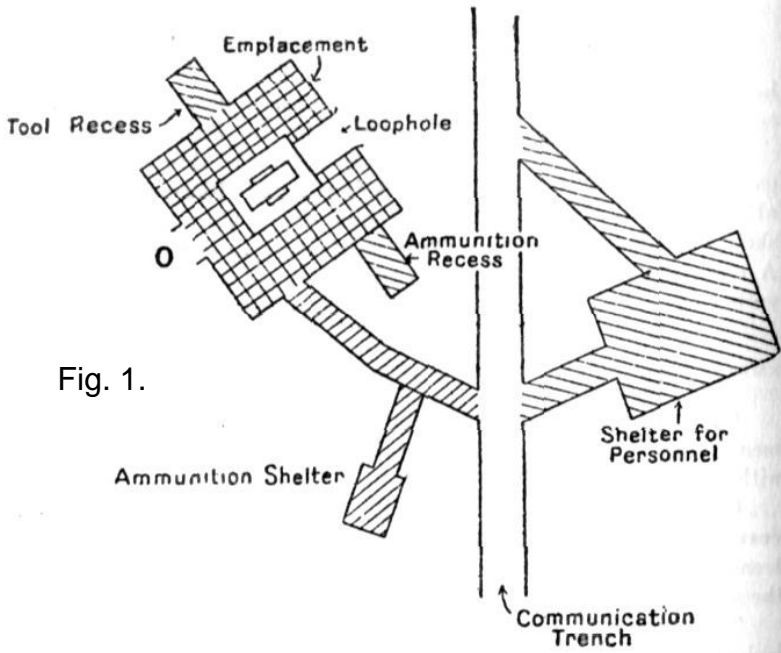 Emplacement
Tool Recess
Loophole
O
Ammunition
Recess
Fig. 1.
Shelter for
Personnel
Ammunition Shelter
Communication
Trench